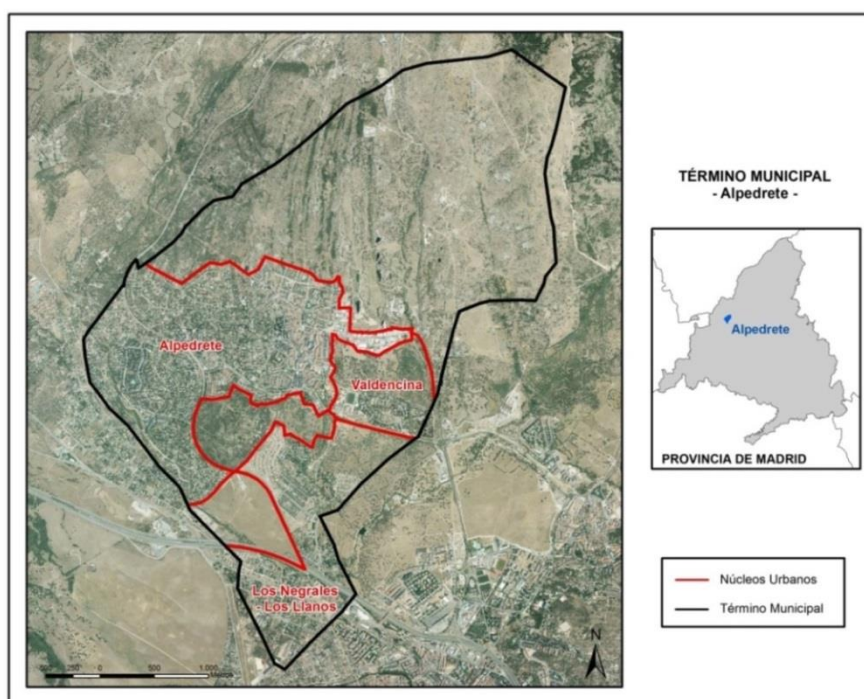 TÉRMINO MUNICIPAL
- Alpedrete -
Alpedrete
PROVINCIA DE MADRID
Alpedrete
Valdencina
Los Negrales
- Los Llanos
Núcleos Urbanos
Término Municipal
N
250
0
500
1.000